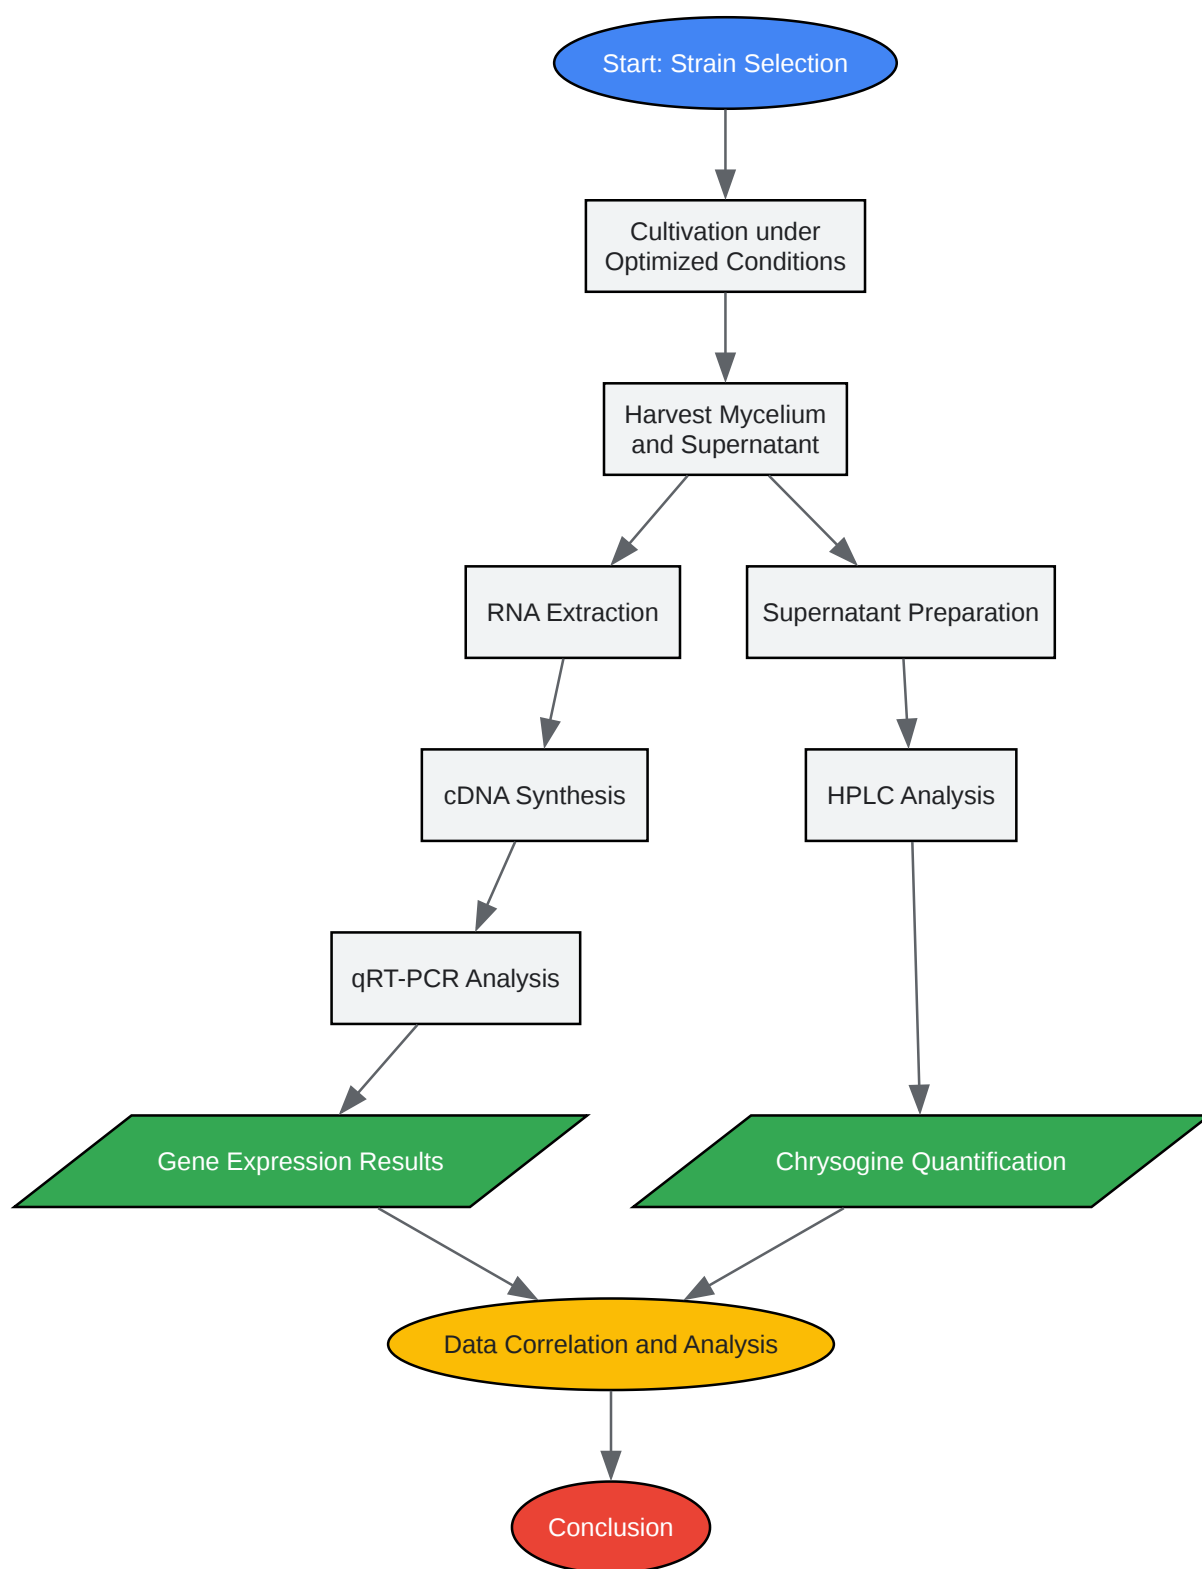 Start: Strain Selection
Cultivation under
Optimized Conditions
Harvest Mycelium
and Supernatant
RNA Extraction
Supernatant Preparation
cDNA Synthesis
HPLC Analysis
qRT-PCR Analysis
Gene Expression Results
Chrysogine Quantification
Data Correlation and Analysis
Conclusion